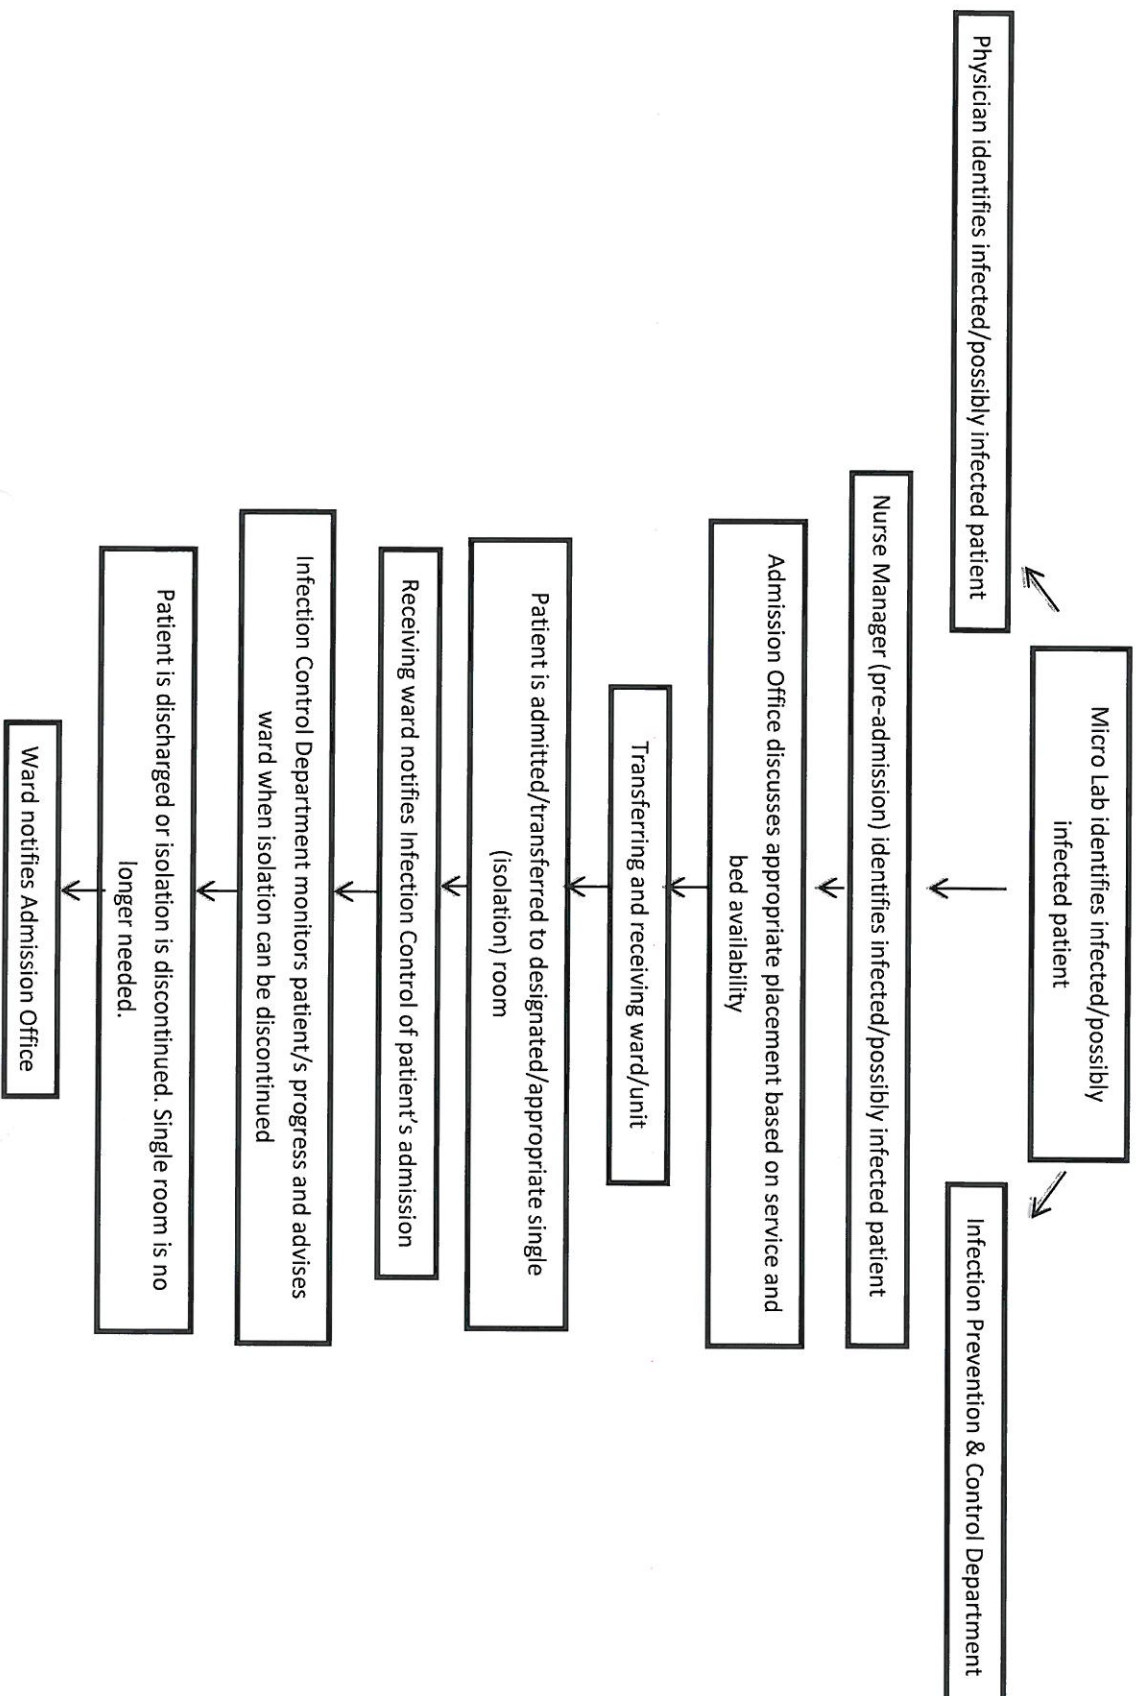 Micro Lab identifies infected/possibly
infected patient
Physician identifies infected/possibly infected patient
Infection Prevention & Control Department
Nurse Manager (pre-admission) identifies infected/possibly infected patient
Admission Office discusses appropriate placement based on service and
bed availability
Transferring and receiving ward/unit
Patient is admitted/transferred to designated/appropriate single
(isolation) room
Receiving ward notifies Infection Control of patient's admission
Infection Control Department monitors patient/s progress and advises
ward when isolation can be discontinued
Patient is discharged or isolation is discontinued. Single room is no
longer needed.
Ward notifies Admission Office